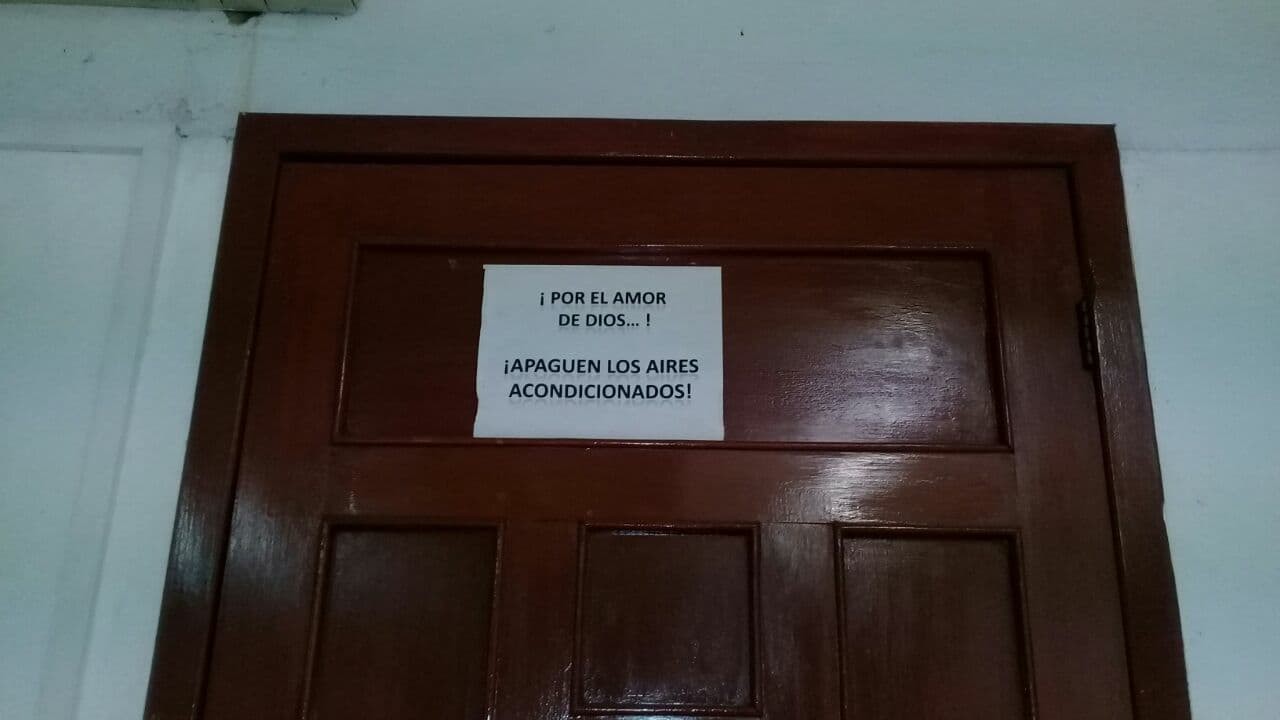 ¡ POR EL AMOR
DE DIOS... !
¡APAGUEN LOS AIRES
ACONDICIONADOS!